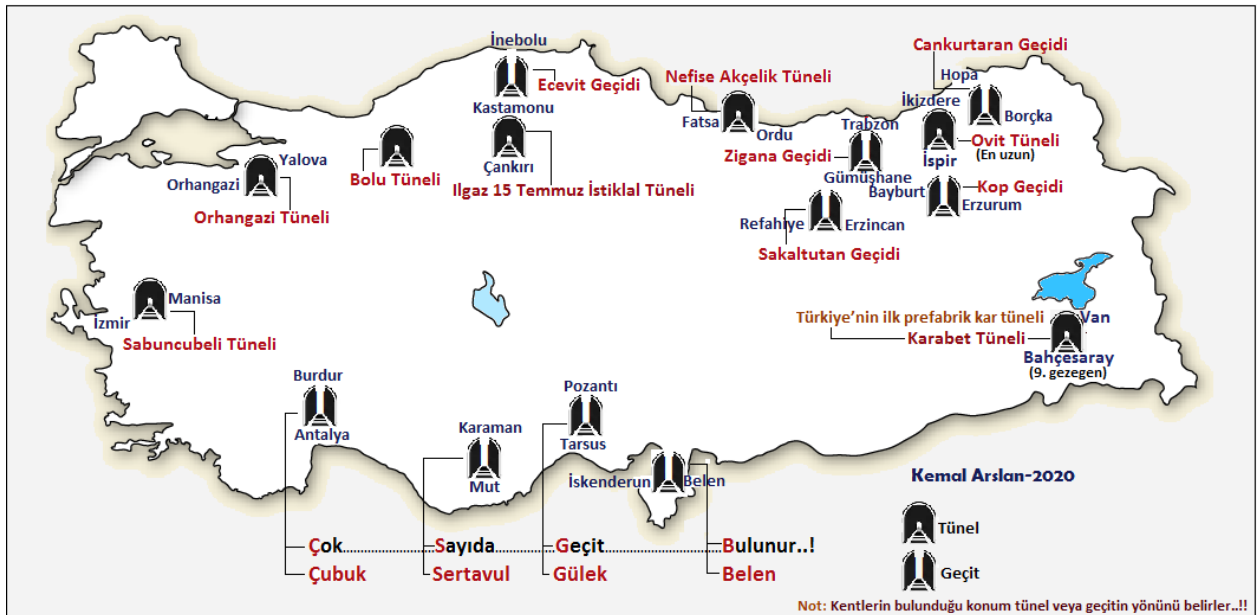 İnebolu
Ecevit Geçidi
Kastamonu
Çankırı
Ilgaz 15 Temmuz İstiklal Tüneli
Bolu Tüneli
Yalova
Orhangazi
Orhangazi Tüneli
Nefise Akçelik Tüneli
Fatsa
Ordu
Cankurtaran Geçidi
Hopa
Borçka
İkizdere
Ovit Tüneli
(En uzun)
İspir
Trabzon
Zigana Geçidi
Gümüşhane
Bayburt
Kop Geçidi
Erzurum
Refahiye
Erzincan
Sakaltutan Geçidi
Manisa
İzmir
Sabuncubeli Tüneli
Türkiye'nin ilk prefabrik kar tüneli
Van
Karabet Tüneli
Bahçesaray
(9. gezegen)
Burdur
Antalya
Karaman
Mut
Pozantı
Tarsus
İskenderun
Belen
Çok.....................Sayıda.....................Geçit.....................Bulunur..!
Çubuk Sertavul Gülek Belen
Kemal Arslan-2020
Tünel
Geçit
Not: Kentlerin bulunduğu konum tünel veya geçitin yönünü belirler..!!